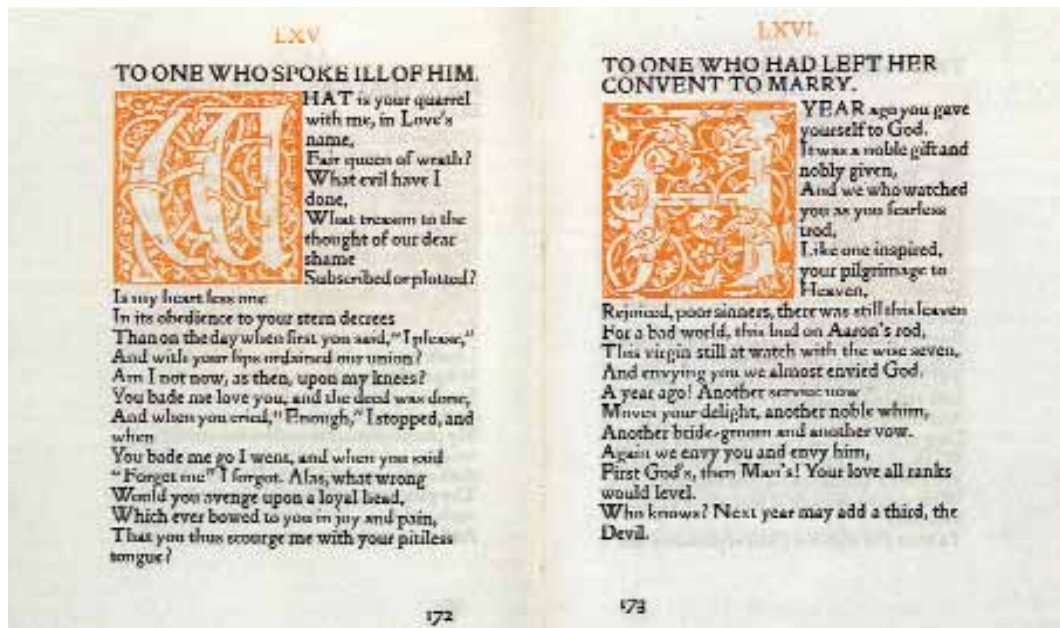 LXV
TO ONE WHO SPOKE ILL OF HIM.
WHAT is your quarrel
with me, in Love's
name,
Fair queen of wrath?
What evil have I
done,
What treason to the
thought of our dear
shame
Subscribed or plotted?
Is my heart less one
In its obedience to your stern decrees
Than on the day when first you said, "I please,"
And with your lips ordained our union?
Am I not now, as then, upon my knees?
You bade me love you, and the deed was done,
And when you cried, "Enough," I stopped, and
when
You bade me go I went, and when you said
"Forget me" I forgot. Alas, what wrong
Would you avenge upon a loyal head,
Which ever bowed to you in joy and pain,
That you thus scourge me with your pitiless
tongue?
172
LXVI.
TO ONE WHO HAD LEFT HER
CONVENT TO MARRY.
A YEAR ago you gave
yourself to God.
It was a noble gift and
nobly given,
And we who watched
you as you fearless
trod,
Like one inspired,
your pilgrimage to
Heaven,
Rejoiced, poor sinners, there was still this leaven
For a bad world, this bud on Aaron's rod,
This virgin still at watch with the wise seven,
And envying you we almost envied God.
A year ago! Another service now
Moves your delight, another noble whim,
Another bride-groom and another vow.
Again we envy you and envy him,
First God's, then Man's! Your love all ranks
would level.
Who knows? Next year may add a third, the
Devil.
173